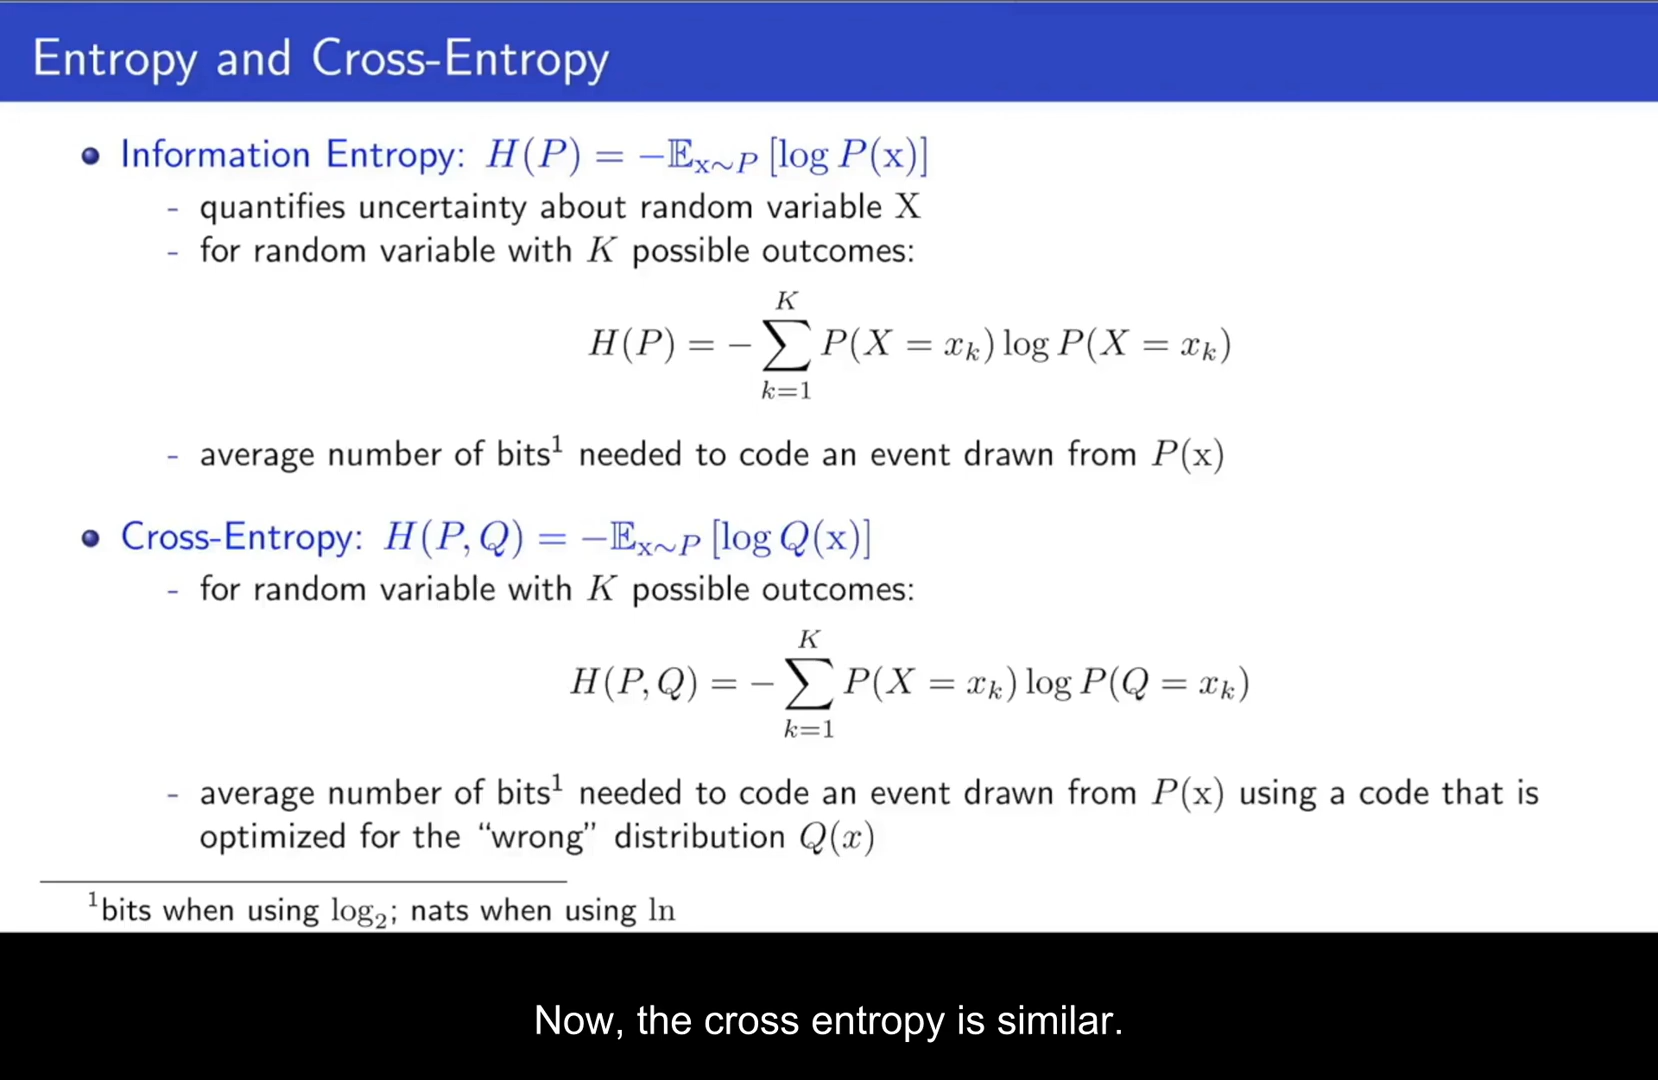 Entropy and Cross-Entropy
Information Entropy: H(P) = −𝔼ₓ∼P [log P(x)]
- quantifies uncertainty about random variable X
- for random variable with K possible outcomes:
H(P) = − ∑_{k=1}^{K} P(X = x_k) log P(X = x_k)
- average number of bits¹ needed to code an event drawn from P(x)
Cross-Entropy: H(P, Q) = −𝔼ₓ∼P [log Q(x)]
- for random variable with K possible outcomes:
H(P, Q) = − ∑_{k=1}^{K} P(X = x_k) log P(Q = x_k)
- average number of bits¹ needed to code an event drawn from P(x) using a code that is
optimized for the “wrong” distribution Q(x)
¹bits when using log₂; nats when using ln
Now, the cross entropy is similar.